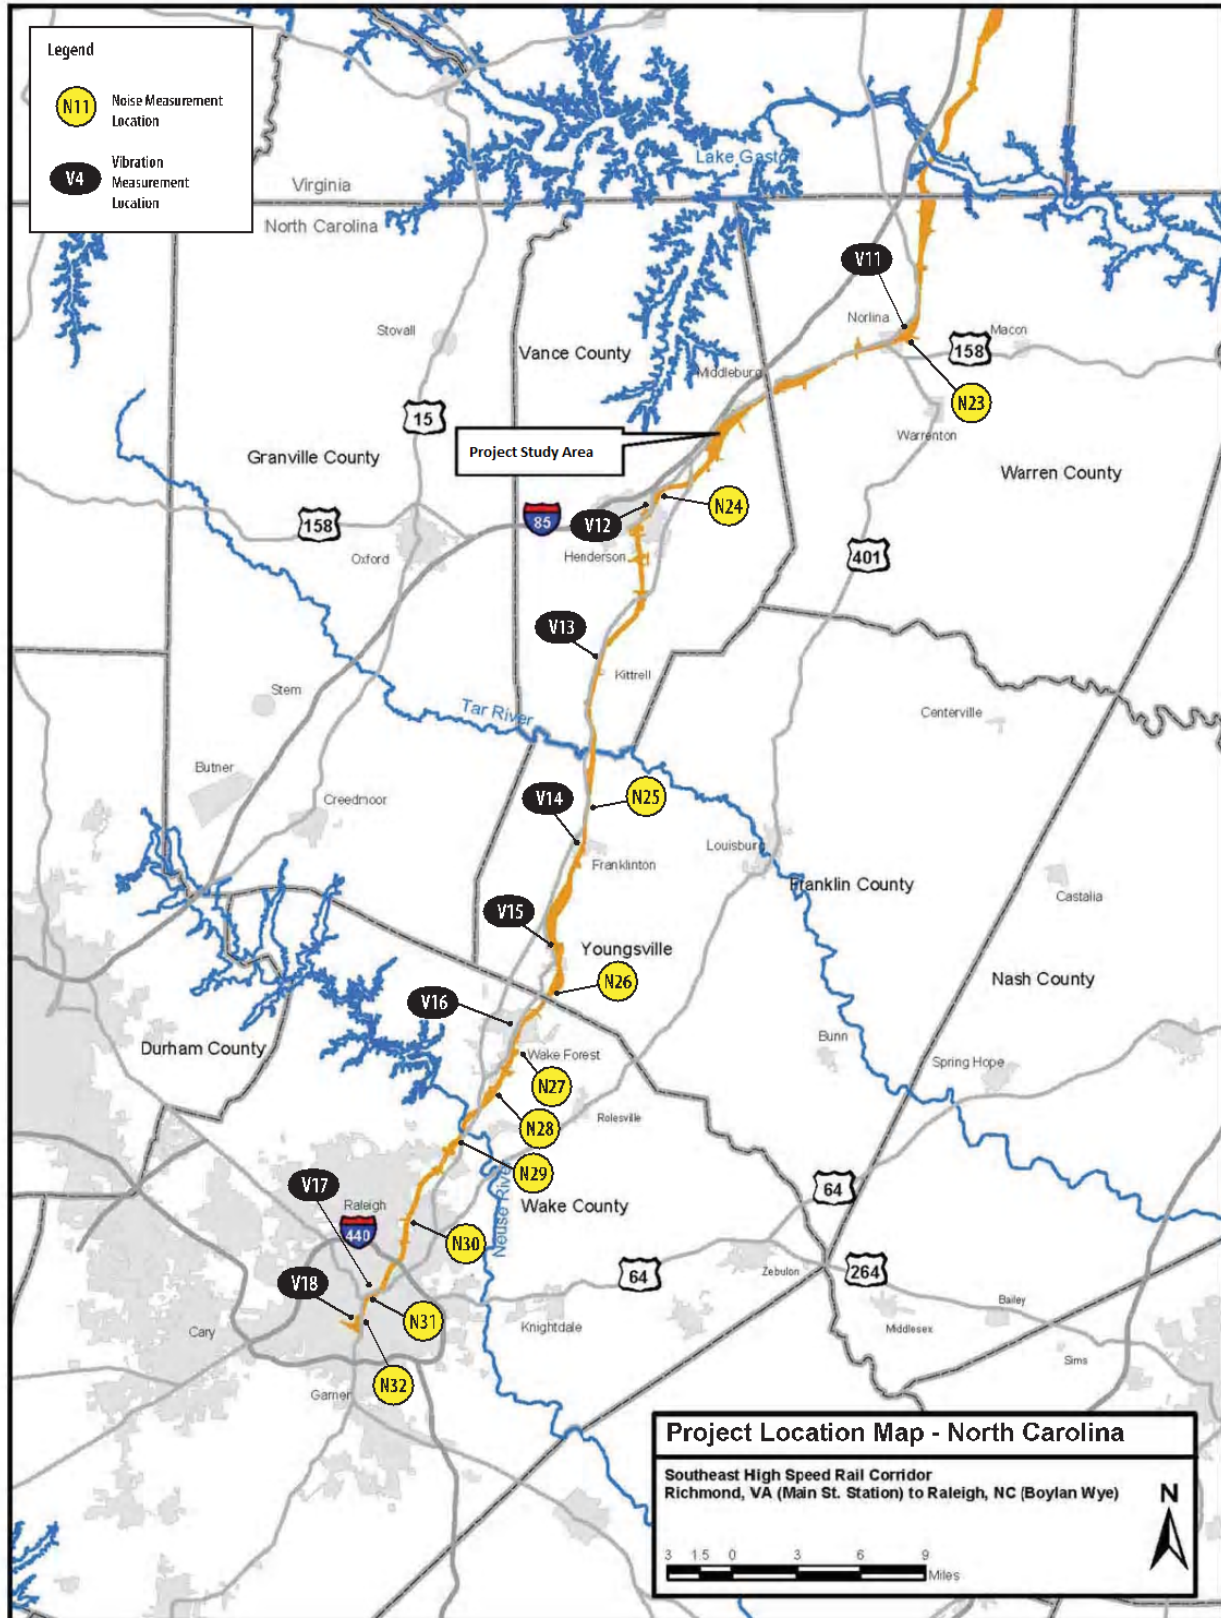 Legend
N11
Noise Measurement
Location
V4
Vibration
Measurement
Location
Virginia
North Carolina
Lake Gaston
V11
Norlina
Macon
158
Stovall
Vance County
Middleburg
N23
15
Warrenton
Project Study Area
Granville County
Warren County
N24
85
158
V12
Oxford
Henderson
401
V13
Kittrell
Stem
Tar River
Centerville
Butner
V14
N25
Creedmoor
Louisburg
Franklinton
Franklin County
Castalia
V15
Youngsville
N26
Nash County
V16
Durham County
Bunn
Wake Forest
Spring Hope
N27
Rolesville
N28
N29
V17
64
Raleigh
Neuse River
Wake County
440
N30
Zebulon
264
64
V18
Bailey
N31
Knightdale
Middlesex
Cary
Sims
N32
Garner
Project Location Map - North Carolina
Southeast High Speed Rail Corridor
Richmond, VA (Main St. Station) to Raleigh, NC (Boylan Wye)
N
3 1.5 0 3 6 9
Miles